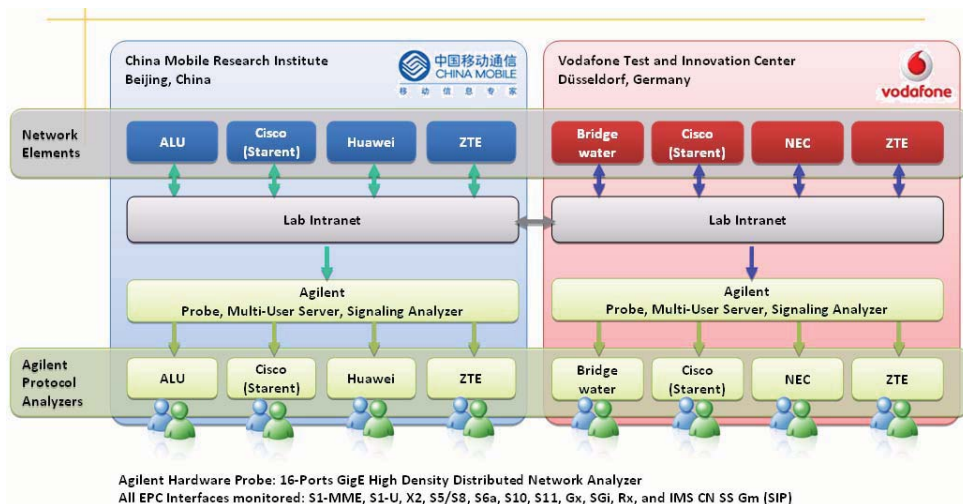 China Mobile Research Institute
Beijing, China
中国移动通信
CHINA MOBILE
移 动 信 息 专 家
Vodafone Test and Innovation Center
Düsseldorf, Germany
vodafone
Network
Elements
ALU
Cisco
(Starent)
Huawei
ZTE
Bridge
water
Cisco
(Starent)
NEC
ZTE
Lab Intranet
Lab Intranet
Agilent
Probe, Multi-User Server, Signaling Analyzer
Agilent
Probe, Multi-User Server, Signaling Analyzer
Agilent
Protocol
Analyzers
ALU
Cisco
(Starent)
Huawei
ZTE
Bridge
water
Cisco
(Starent)
NEC
ZTE
Agilent Hardware Probe: 16-Ports GigE High Density Distributed Network Analyzer
All EPC Interfaces monitored: S1-MME, S1-U, X2, S5/S8, S6a, S10, S11, Gx, SGi, Rx, and IMS CN SS Gm (SIP)